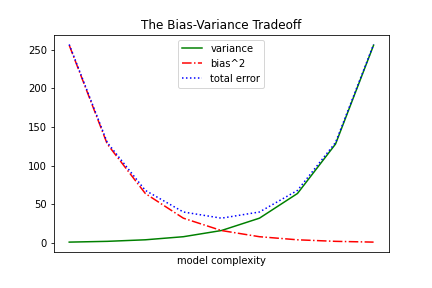 The Bias-Variance Tradeoff
variance
bias^2
total error
250
200
150
100
50
0
model complexity